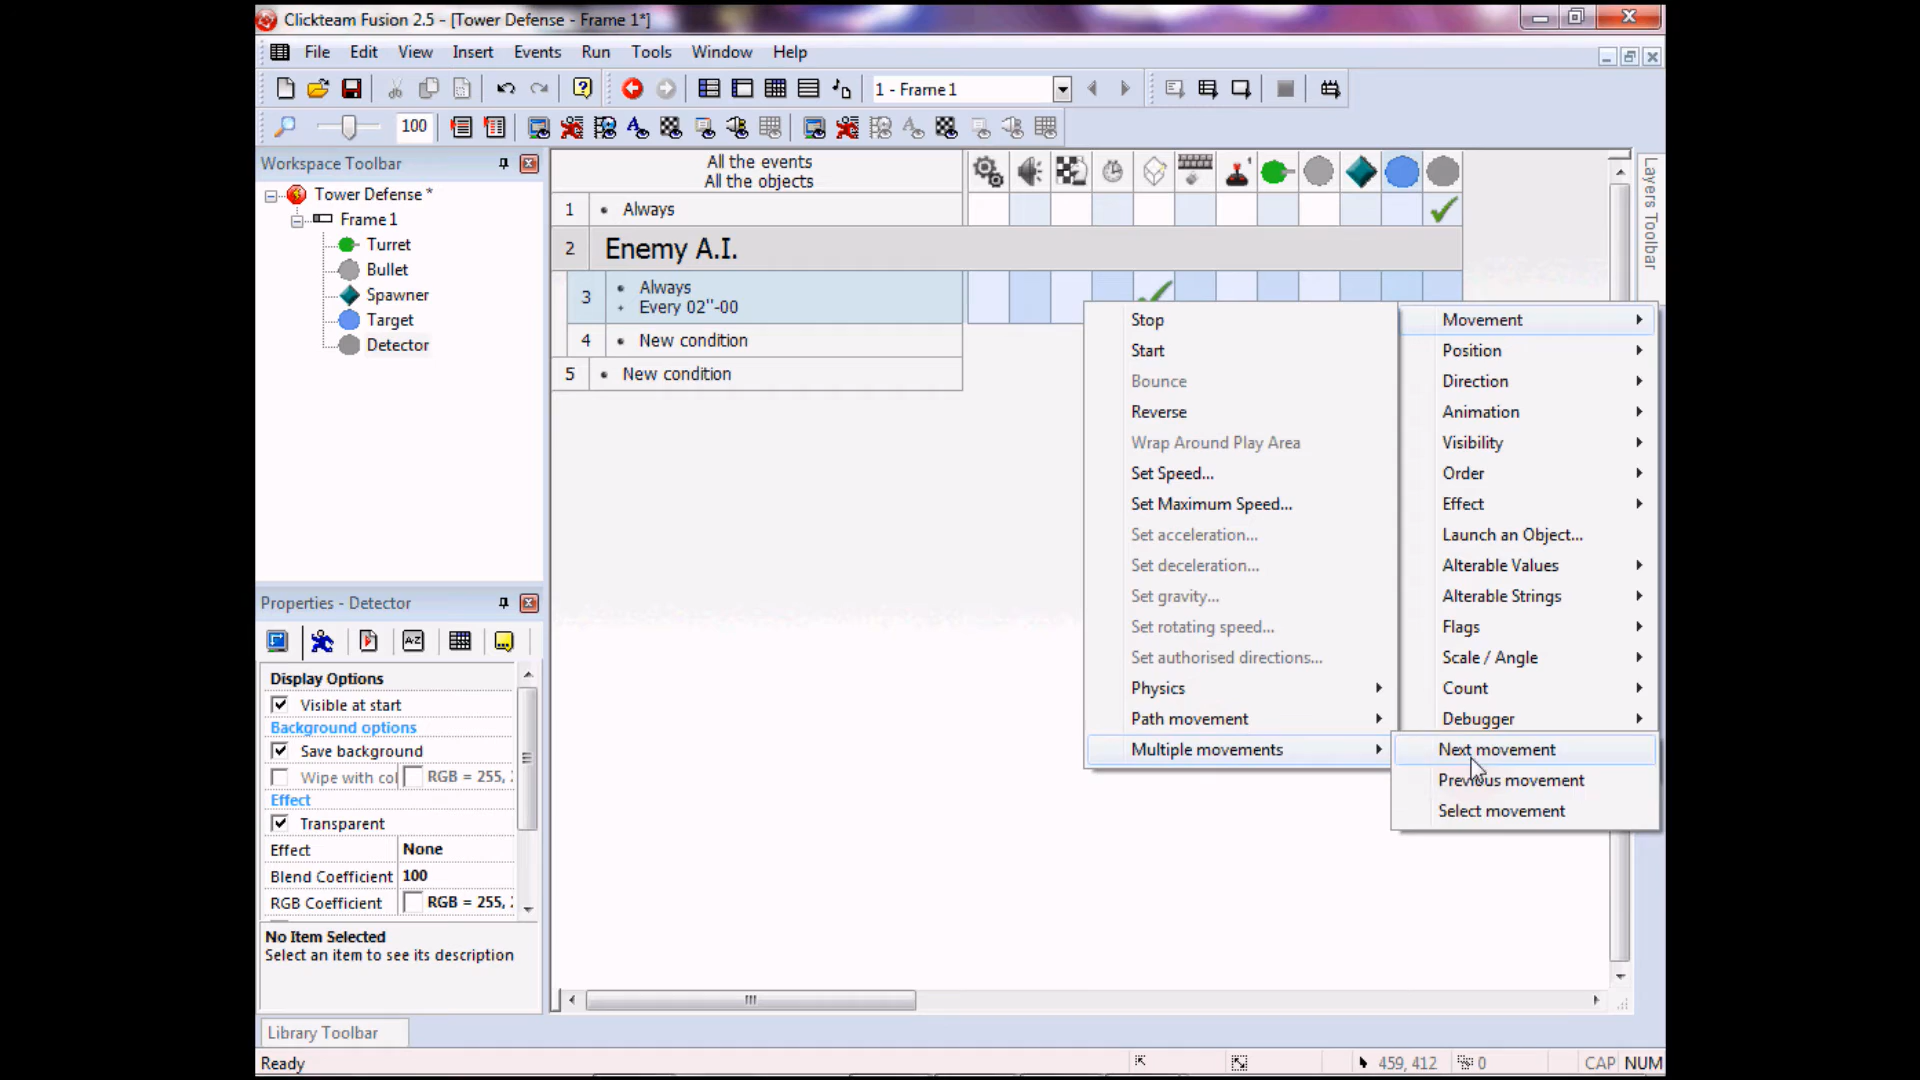 Clickteam Fusion 2.5 - [Tower Defense - Frame 1*]
File Edit View Insert Events Run Tools Window Help
1 - Frame 1
100
Workspace Toolbar
Tower Defense *
Frame 1
Turret
Bullet
Spawner
Target
Detector
All the events
All the objects
1 • Always
2 Enemy A.I.
3 • Always
+ Every 02"-00
4 • New condition
5 • New condition
Layers Toolbar
Stop
Start
Bounce
Reverse
Wrap Around Play Area
Set Speed...
Set Maximum Speed...
Set acceleration...
Set deceleration...
Set gravity...
Set rotating speed...
Set authorised directions...
Physics
Path movement
Multiple movements
Movement
Position
Direction
Animation
Visibility
Order
Effect
Launch an Object...
Alterable Values
Alterable Strings
Flags
Scale / Angle
Count
Debugger
Next movement
Previous movement
Select movement
Properties - Detector
Display Options
Visible at start
Background options
Save background
Wipe with col RGB = 255,
Effect
Transparent
Effect None
Blend Coefficient 100
RGB Coefficient RGB = 255,
No Item Selected
Select an item to see its description
Library Toolbar
Ready
459, 412
0
CAP NUM